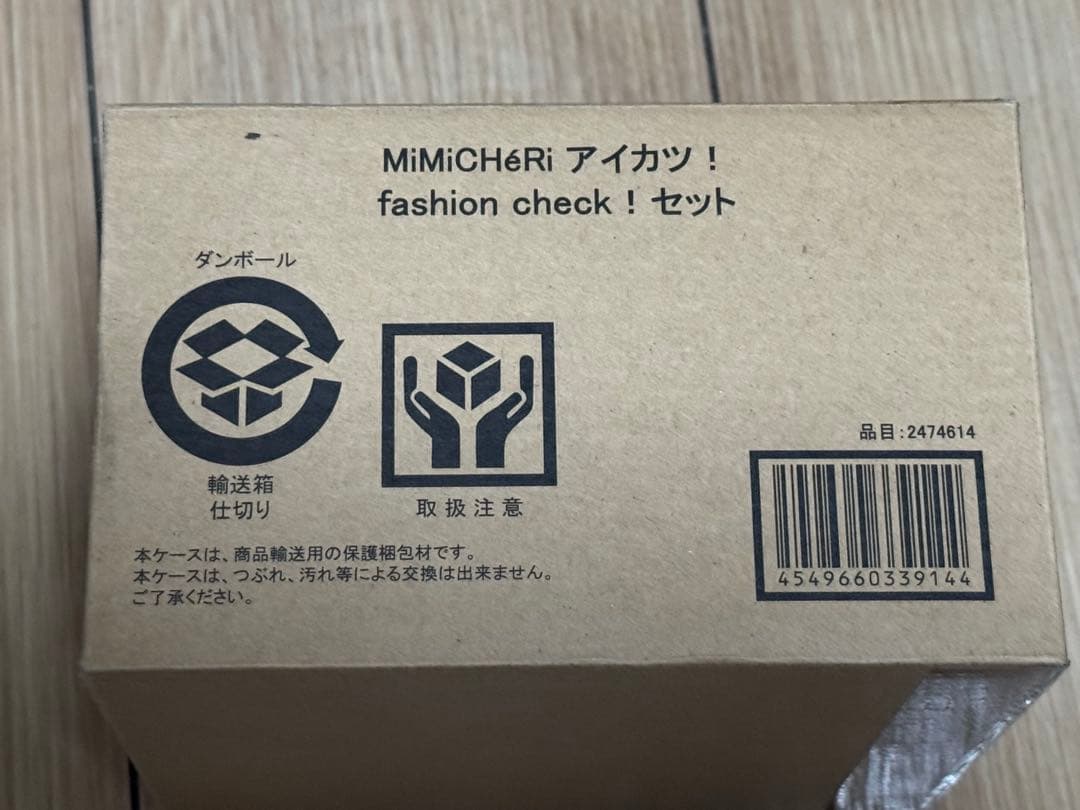 MiMiCHéRi アイカツ！
fashion check！セット
ダンボール
輸送箱
仕切り
取扱注意
品目:2474614
4549660339144
本ケースは、商品輸送用の保護梱包材です。
本ケースは、つぶれ、汚れ等による交換は出来ません。
ご了承ください。